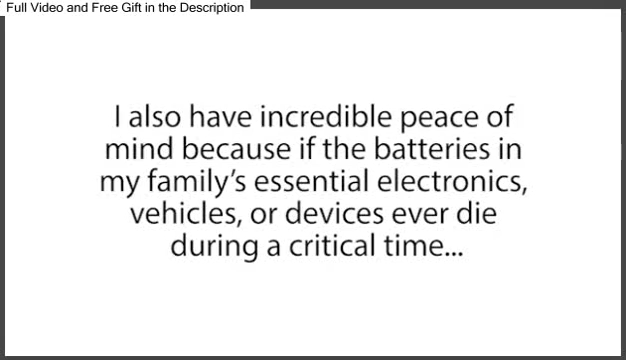 Full Video and Free Gift in the Description
I also have incredible peace of
mind because if the batteries in
my family’s essential electronics,
vehicles, or devices ever die
during a critical time...